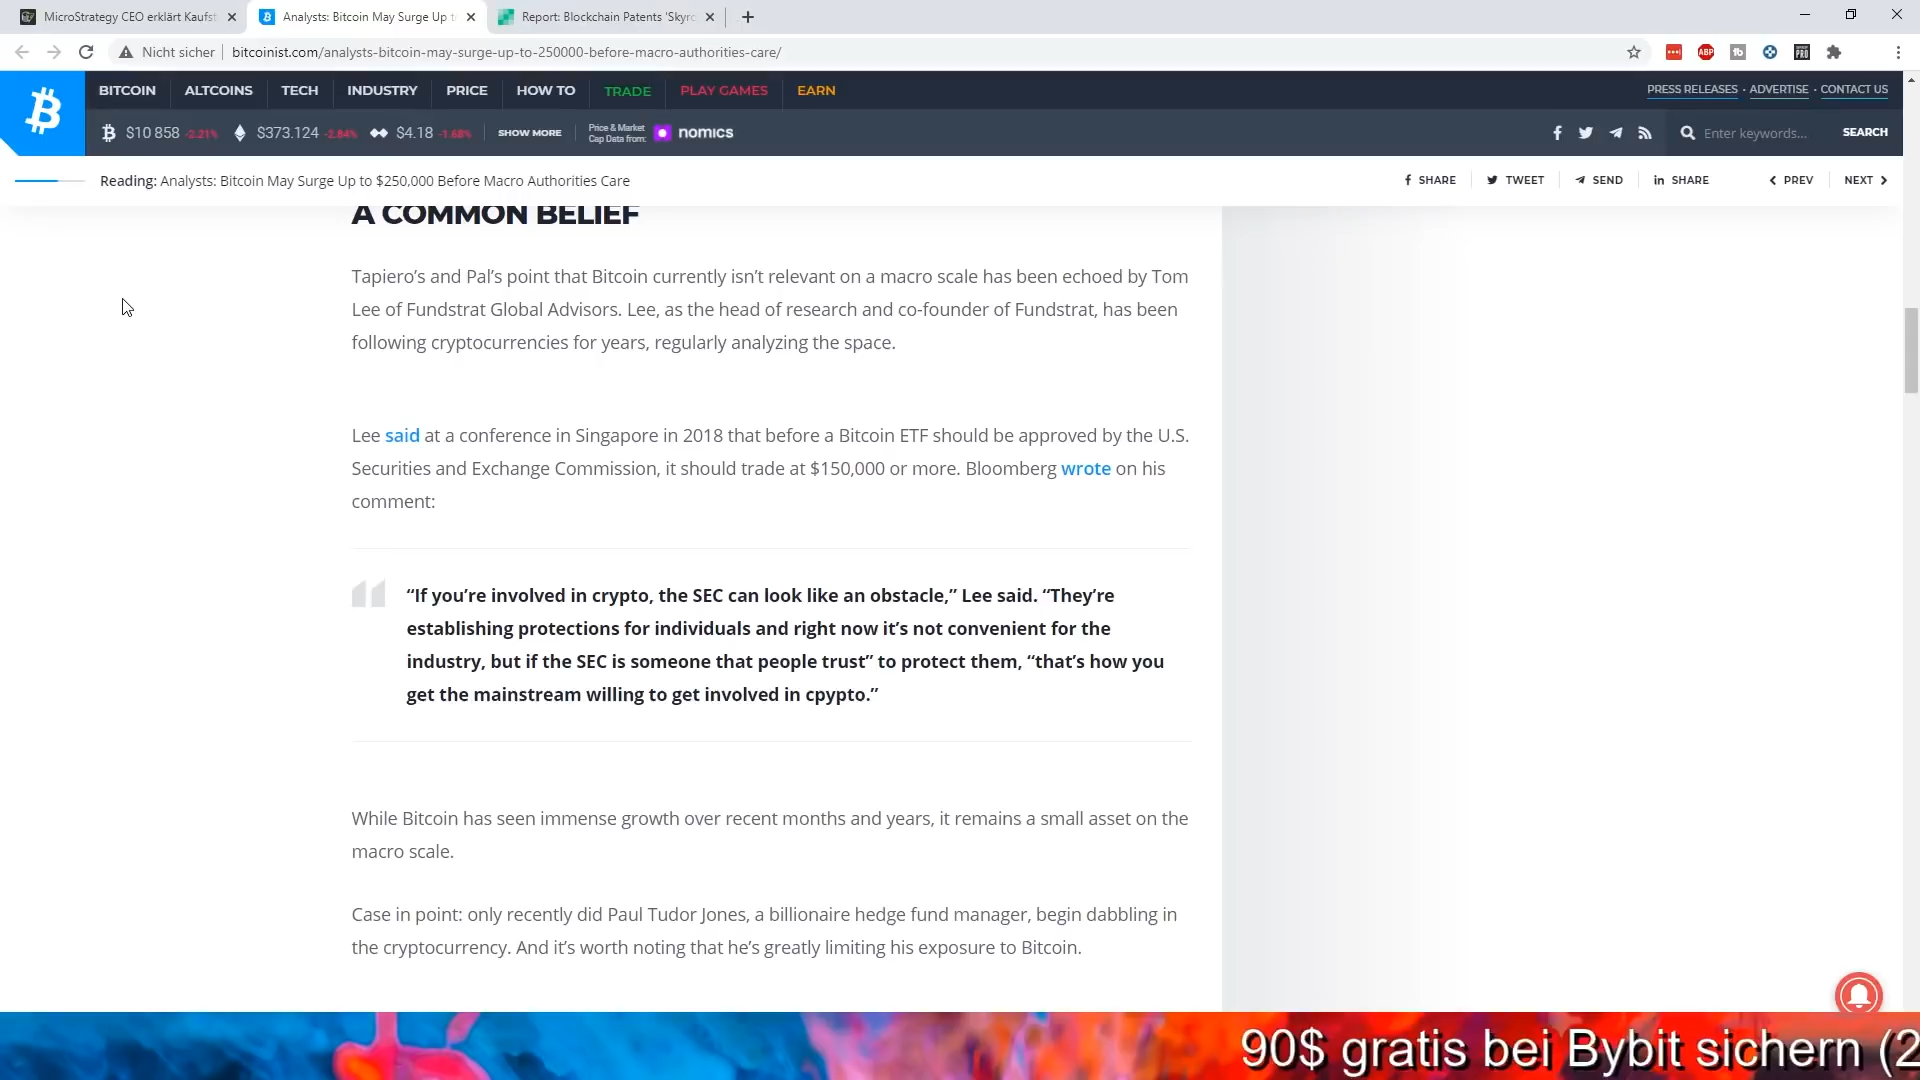 MicroStrategy CEO erklärt Kaufst
Analysts: Bitcoin May Surge Up t
Report: Blockchain Patents 'Skyro
Nicht sicher
bitcoinist.com/analysts-bitcoin-may-surge-up-to-250000-before-macro-authorities-care/
ABP
fb
PRO
BITCOIN
ALTCOINS
TECH
INDUSTRY
PRICE
HOW TO
TRADE
PLAY GAMES
EARN
PRESS RELEASES · ADVERTISE · CONTACT US
$10 858 -2.21%
$373.124 -2.84%
$4.18 -1.68%
SHOW MORE
Price & Market
Cap Data from:
nomics
Enter keywords...
SEARCH
Reading: Analysts: Bitcoin May Surge Up to $250,000 Before Macro Authorities Care
SHARE
TWEET
SEND
in SHARE
PREV
NEXT
A COMMON BELIEF
Tapiero’s and Pal’s point that Bitcoin currently isn’t relevant on a macro scale has been echoed by Tom
Lee of Fundstrat Global Advisors. Lee, as the head of research and co-founder of Fundstrat, has been
following cryptocurrencies for years, regularly analyzing the space.
Lee said at a conference in Singapore in 2018 that before a Bitcoin ETF should be approved by the U.S.
Securities and Exchange Commission, it should trade at $150,000 or more. Bloomberg wrote on his
comment:
“If you’re involved in crypto, the SEC can look like an obstacle,” Lee said. “They’re
establishing protections for individuals and right now it’s not convenient for the
industry, but if the SEC is someone that people trust” to protect them, “that’s how you
get the mainstream willing to get involved in cpypto.”
While Bitcoin has seen immense growth over recent months and years, it remains a small asset on the
macro scale.
Case in point: only recently did Paul Tudor Jones, a billionaire hedge fund manager, begin dabbling in
the cryptocurrency. And it’s worth noting that he’s greatly limiting his exposure to Bitcoin.
90$ gratis bei Bybit sichern (2